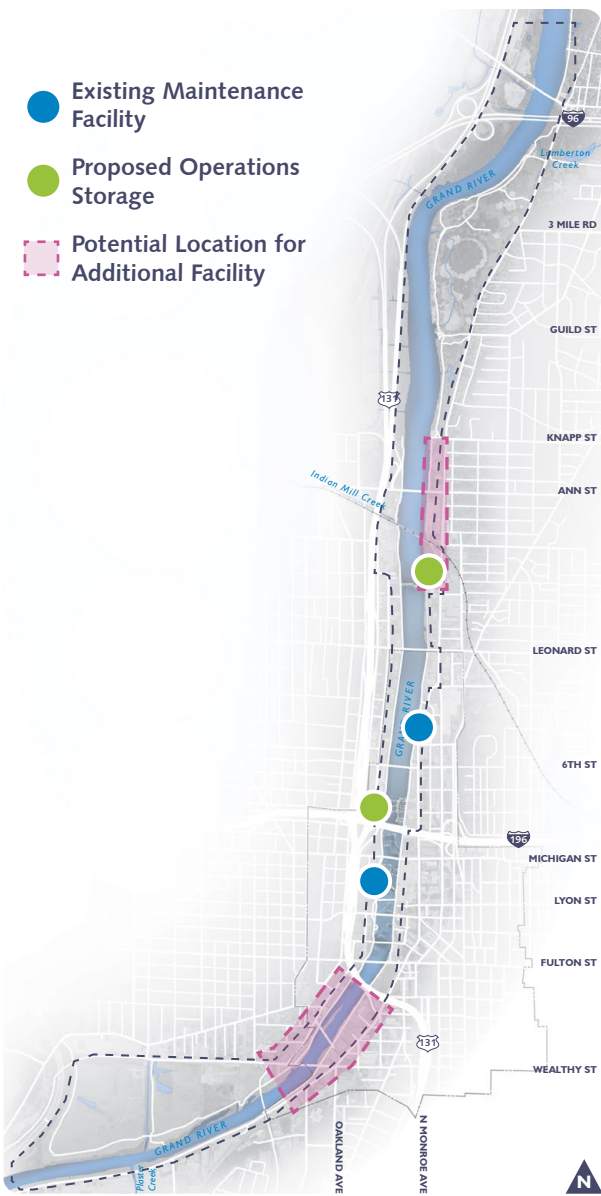 Existing Maintenance
Facility
Proposed Operations
Storage
Potential Location for
Additional Facility
96
Lamberton
Creek
GRAND RIVER
3 MILE RD
GUILD ST
131
KNAPP ST
ANN ST
Indian Mill Creek
LEONARD ST
GRAND RIVER
6TH ST
196
MICHIGAN ST
LYON ST
FULTON ST
131
WEALTHY ST
GRAND RIVER
Plaster
Creek
OAKLAND AVE
N MONROE AVE
N